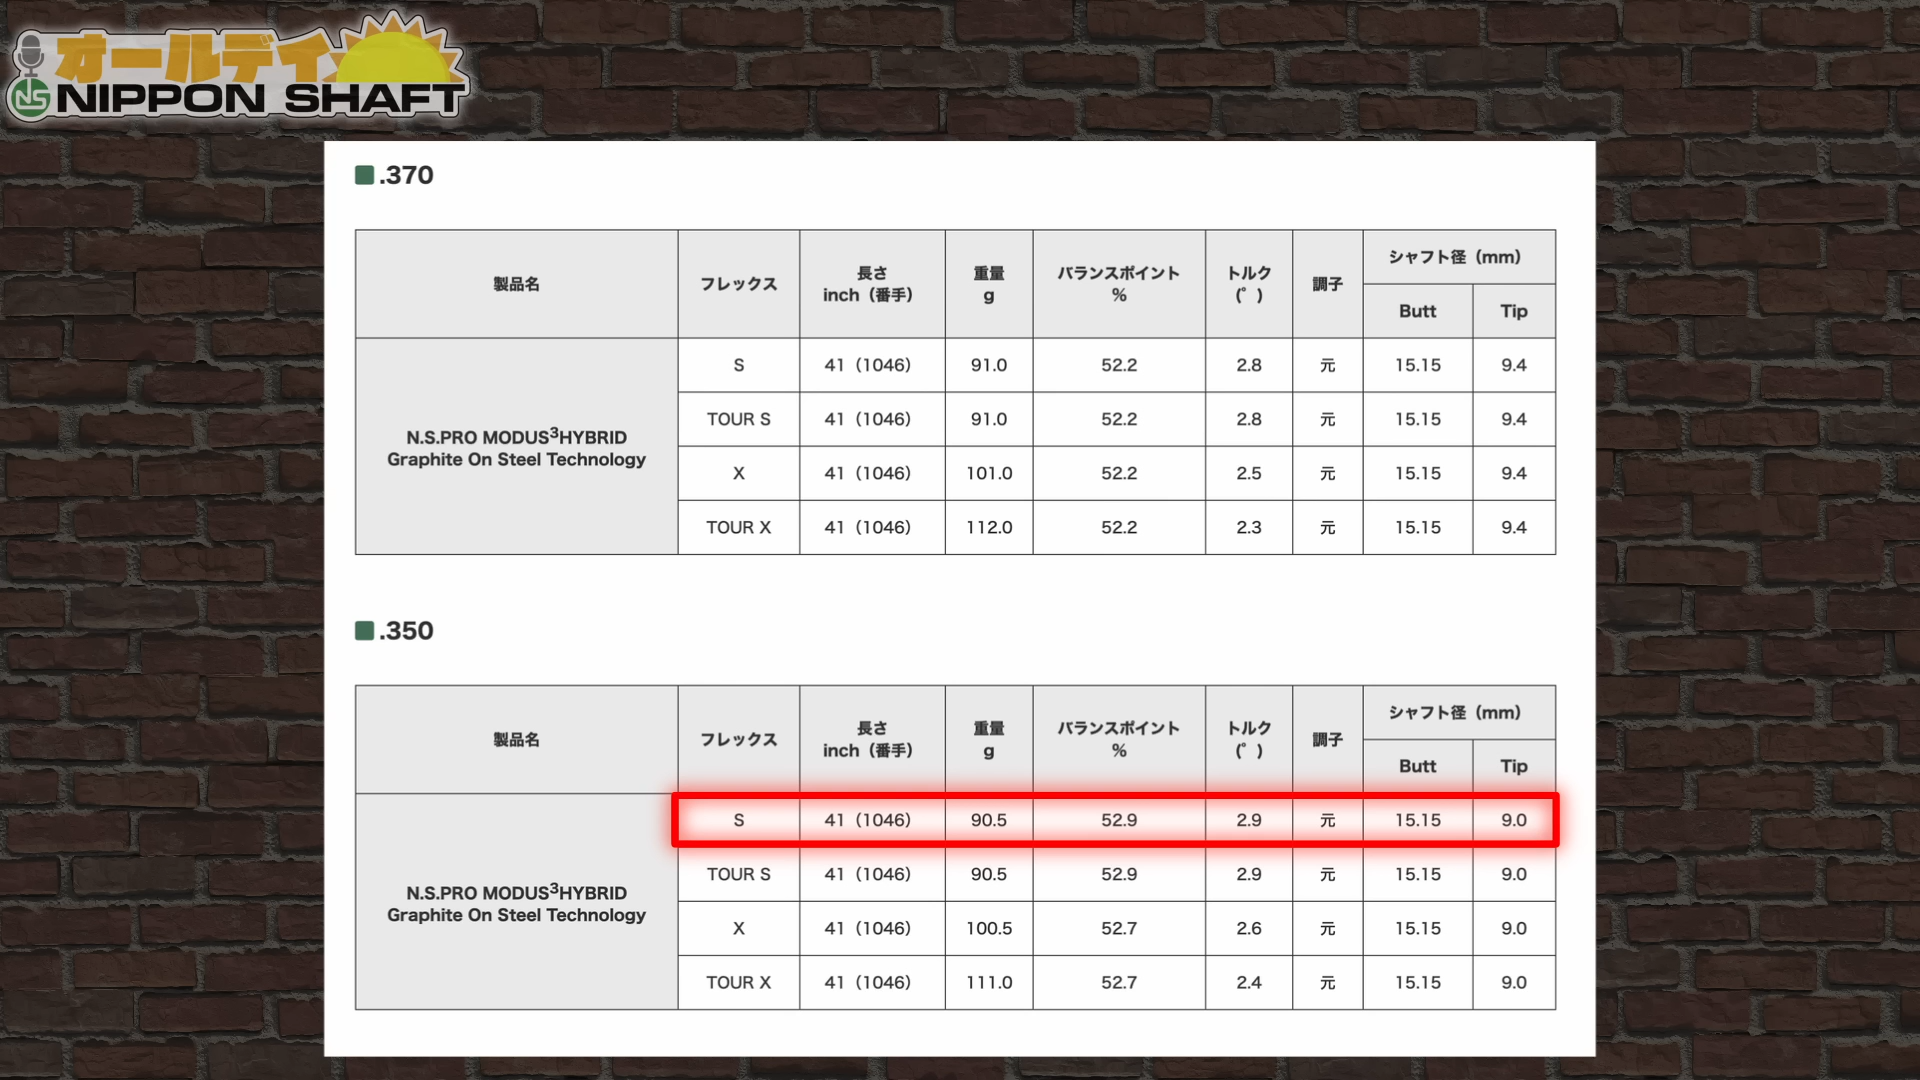 オールデイ
NS NIPPON SHAFT
.370
製品名 フレックス 長さ inch（番手） 重量 g バランスポイント % トルク (°) 調子 シャフト径（mm） Butt Tip
N.S.PRO MODUS³HYBRID Graphite On Steel Technology
S 41（1046） 91.0 52.2 2.8 元 15.15 9.4
TOUR S 41（1046） 91.0 52.2 2.8 元 15.15 9.4
X 41（1046） 101.0 52.2 2.5 元 15.15 9.4
TOUR X 41（1046） 112.0 52.2 2.3 元 15.15 9.4
.350
製品名 フレックス 長さ inch（番手） 重量 g バランスポイント % トルク (°) 調子 シャフト径（mm） Butt Tip
N.S.PRO MODUS³HYBRID Graphite On Steel Technology
S 41（1046） 90.5 52.9 2.9 元 15.15 9.0
TOUR S 41（1046） 90.5 52.9 2.9 元 15.15 9.0
X 41（1046） 100.5 52.7 2.6 元 15.15 9.0
TOUR X 41（1046） 111.0 52.7 2.4 元 15.15 9.0